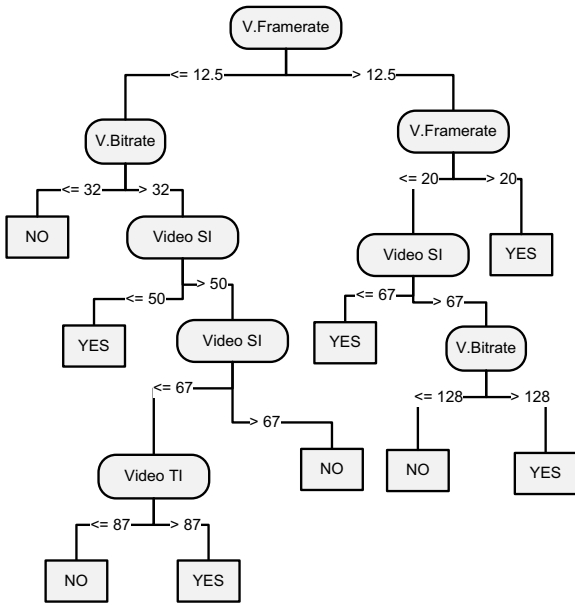 V.Framerate
<= 12.5
> 12.5
V.Bitrate
V.Framerate
<= 32
> 32
<= 20
> 20
NO
Video SI
Video SI
YES
<= 50
> 50
<= 67
> 67
YES
Video SI
YES
V.Bitrate
<= 67
> 67
<= 128
> 128
Video TI
NO
NO
YES
<= 87
> 87
NO
YES